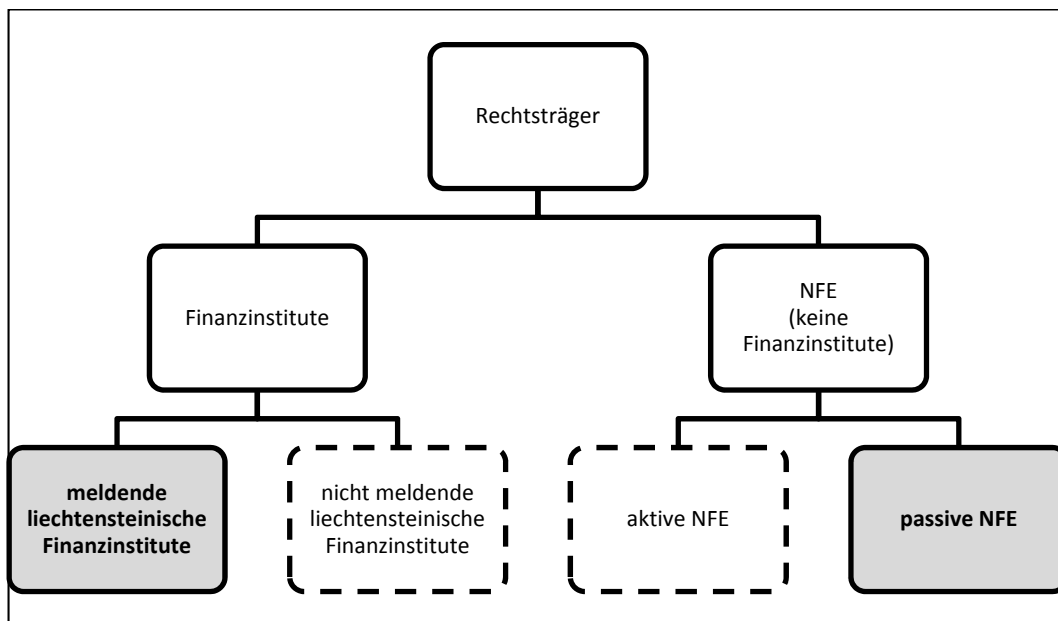 Rechtsträger
Finanzinstitute
NFE
(keine
Finanzinstitute)
meldende
liechtensteinische
Finanzinstitute
nicht meldende
liechtensteinische
Finanzinstitute
aktive NFE
passive NFE